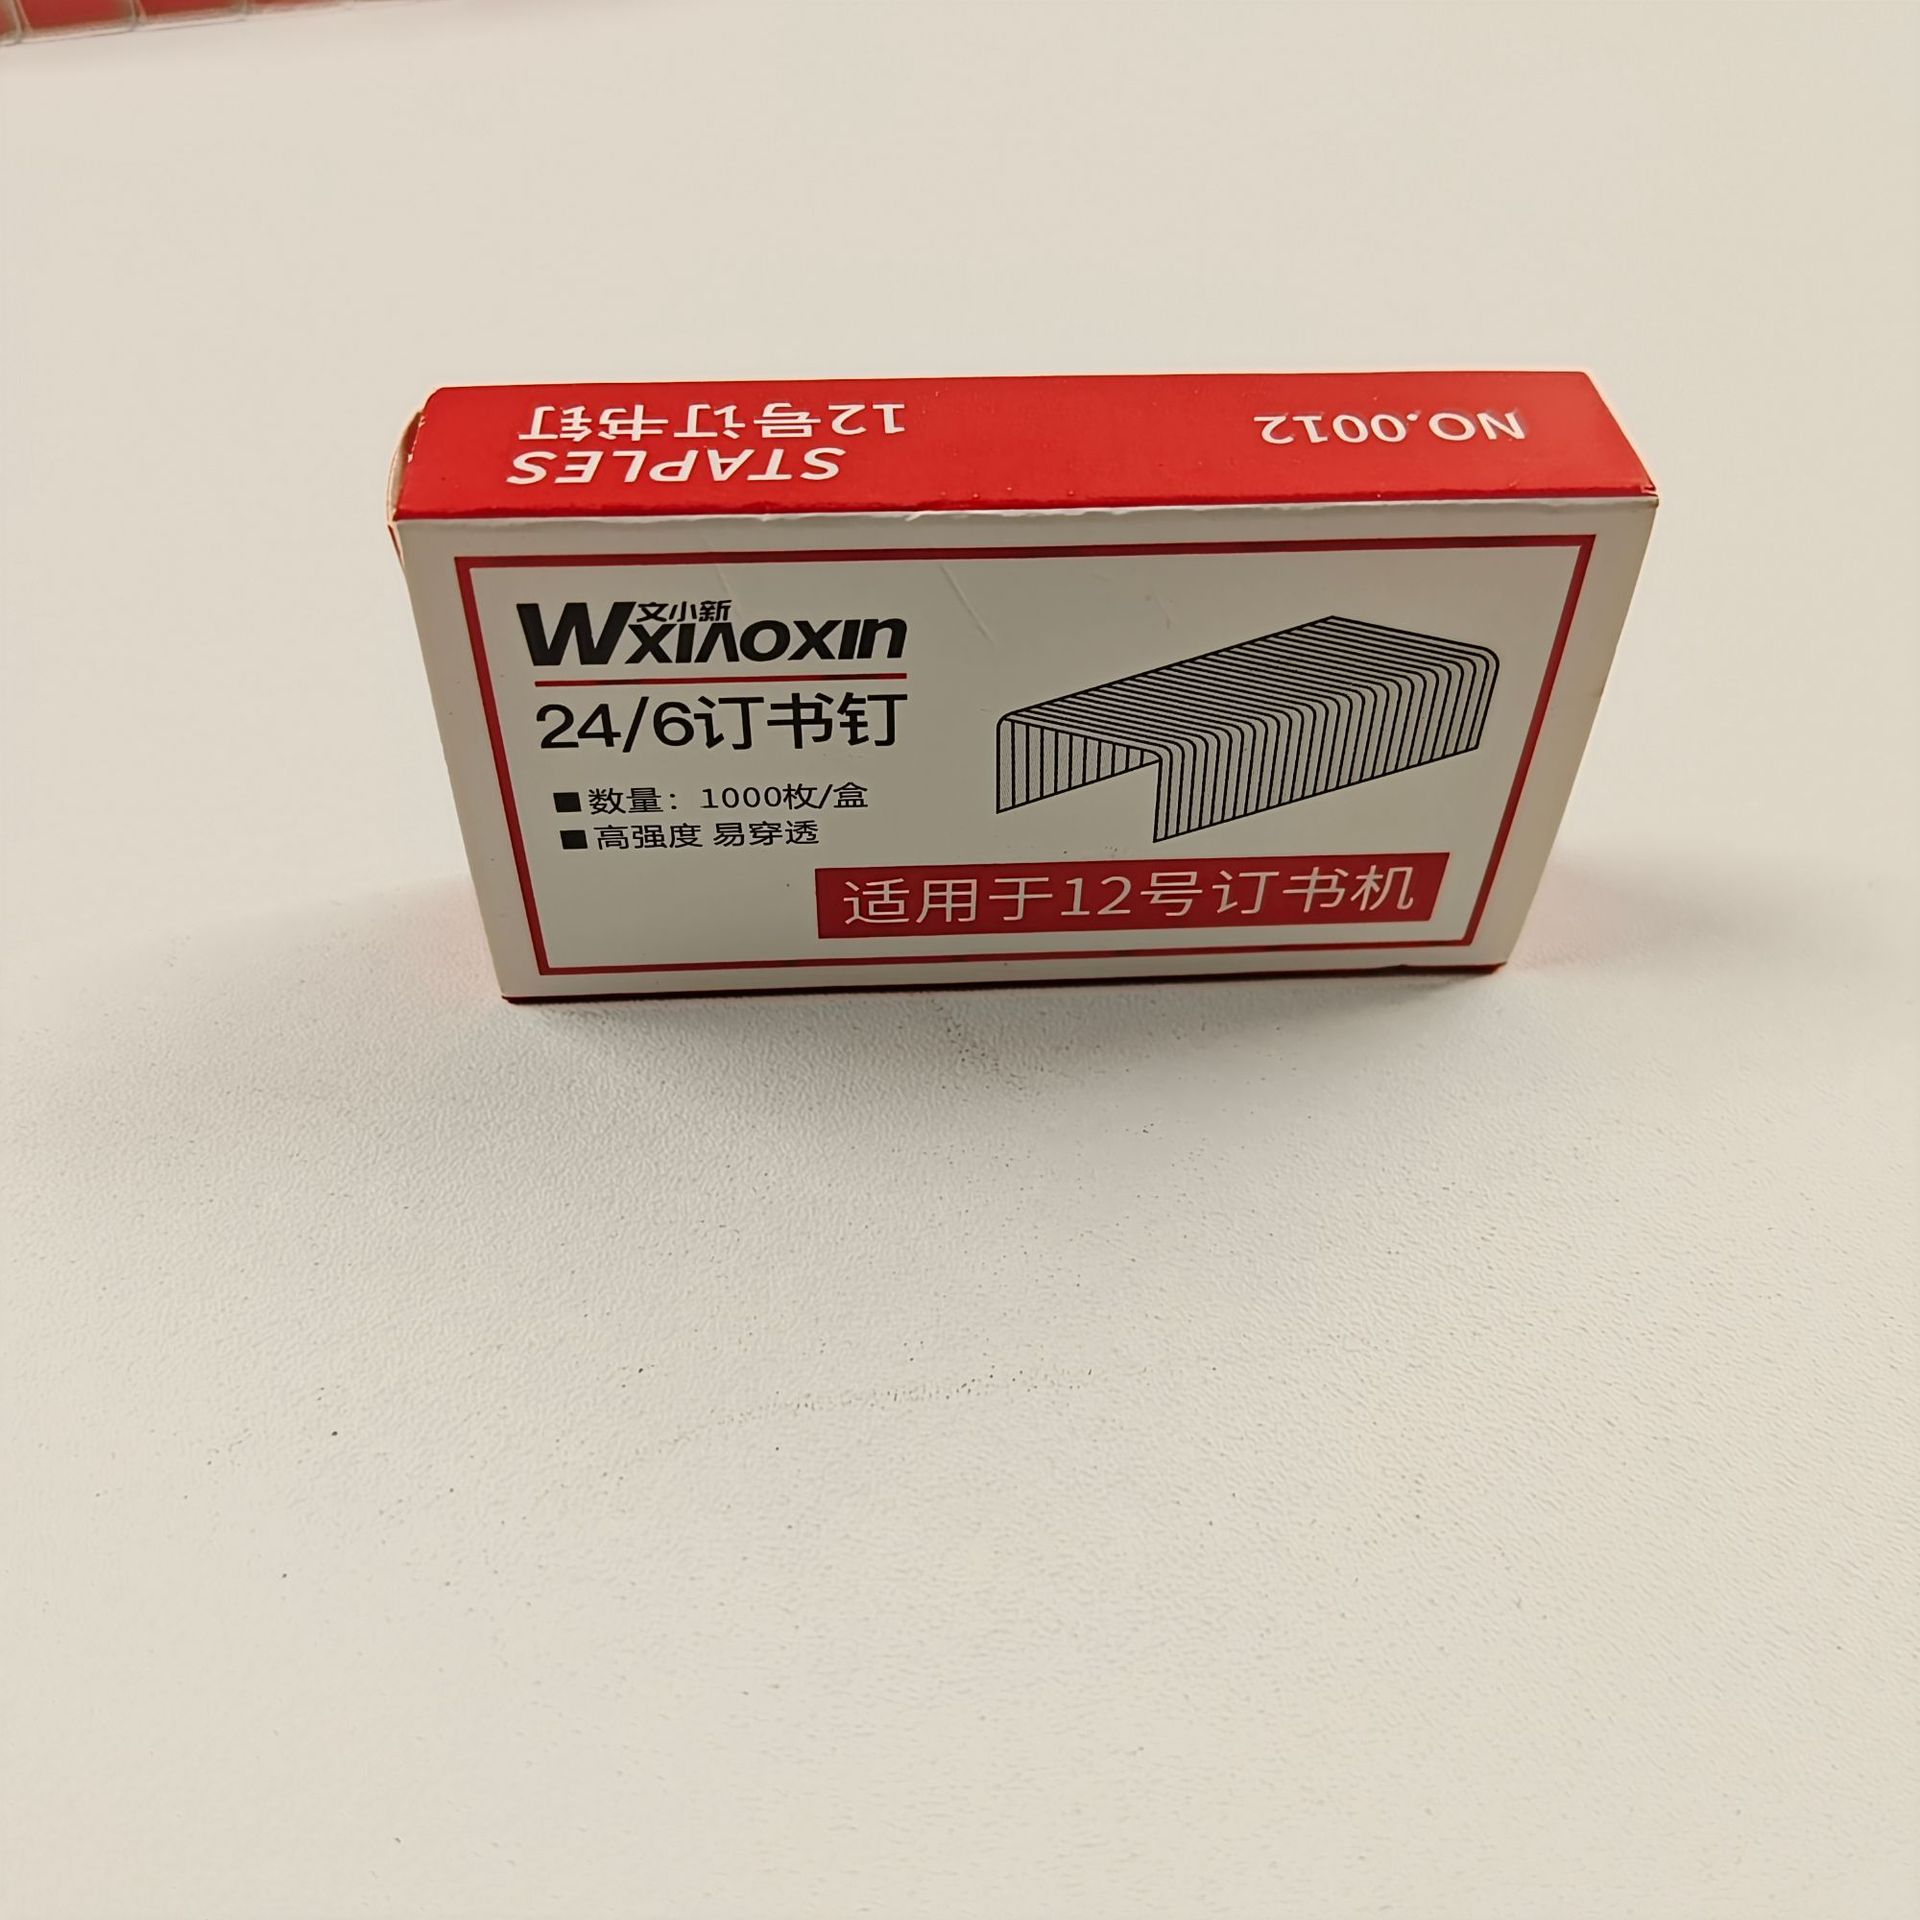 NO.0012
12号订书钉
STAPLES
文小新
Wxiaoxin
24/6订书钉
■数量：1000枚/盒
■高强度 易穿透
适用于12号订书机